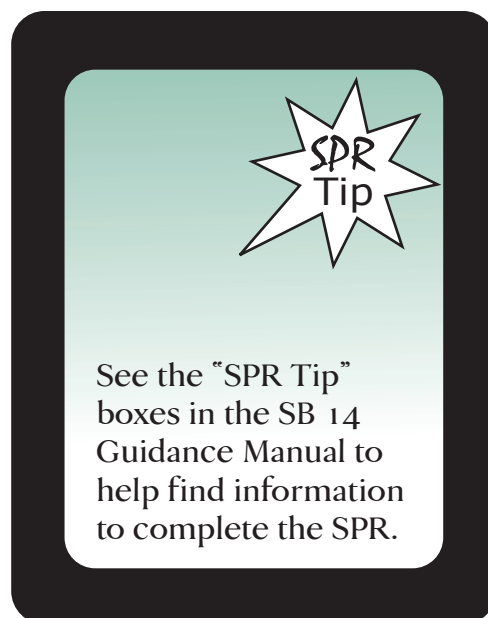 SPR
Tip
See the "SPR Tip"
boxes in the SB 14
Guidance Manual to
help find information
to complete the SPR.